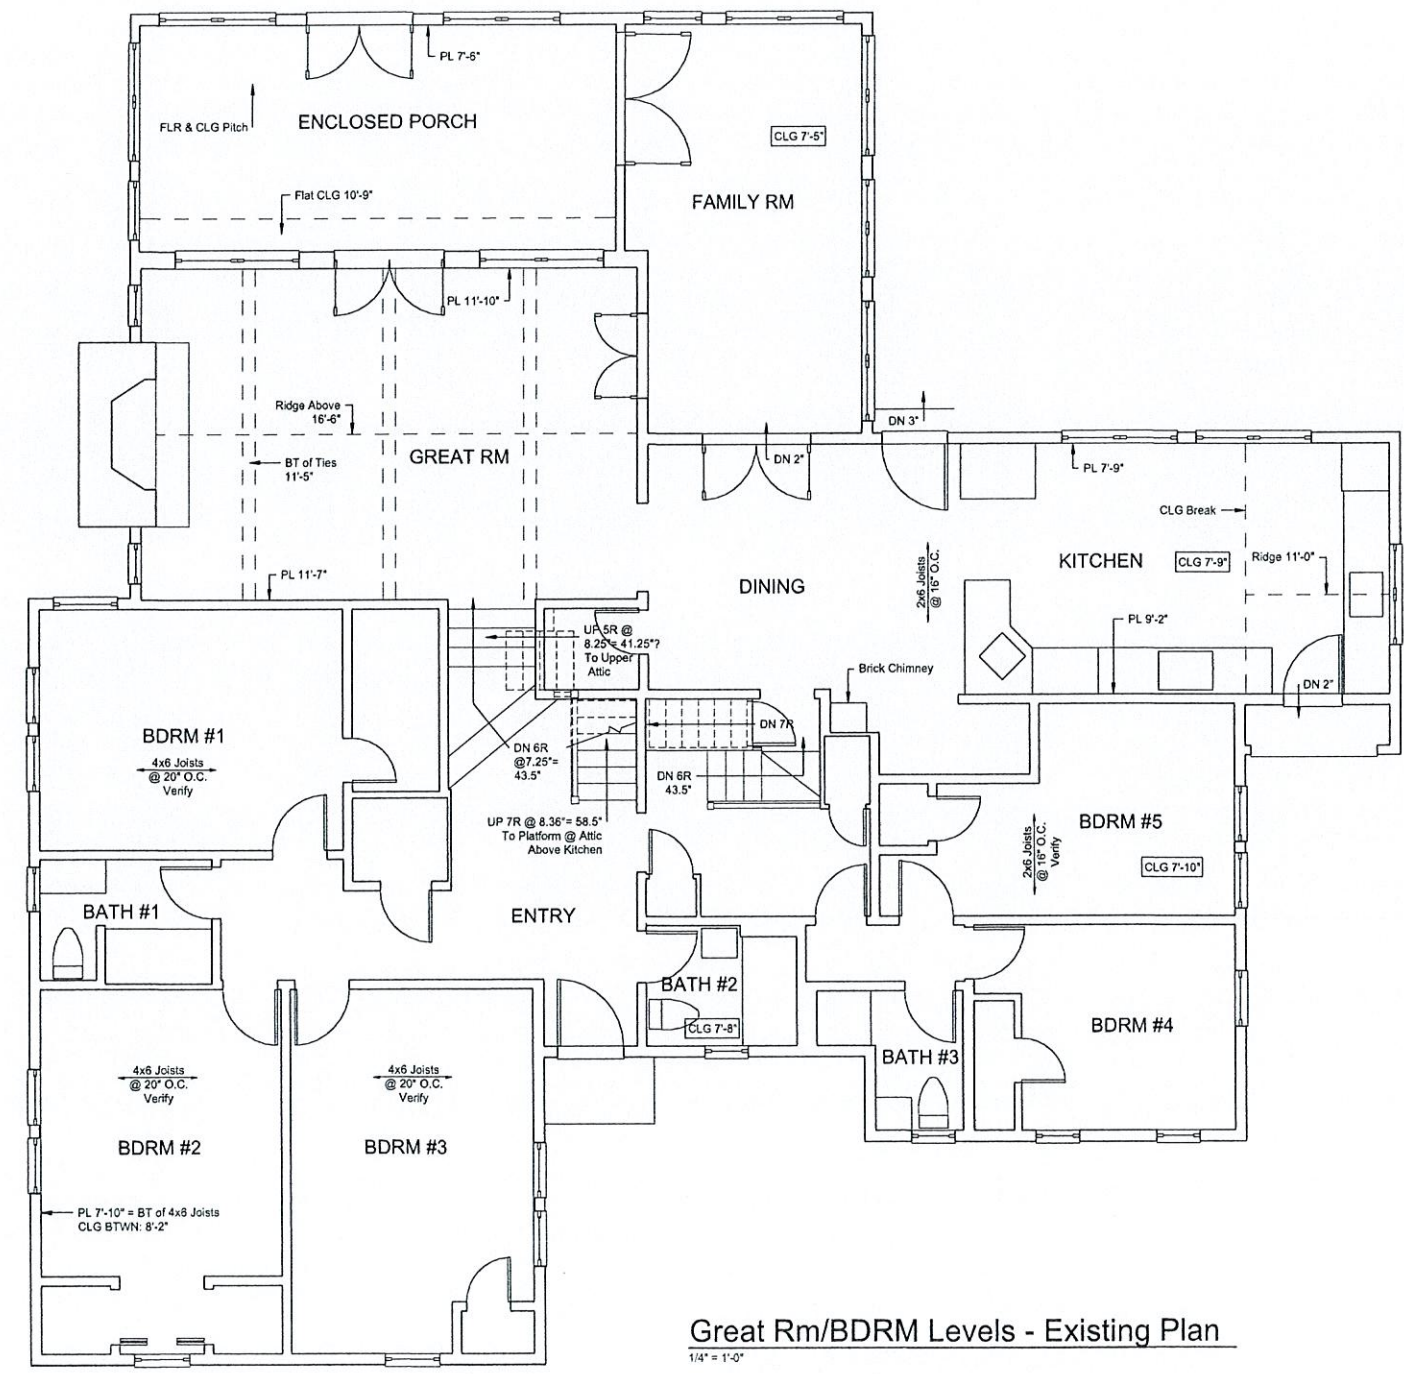 PL 7'-6"
FLR & CLG Pitch
ENCLOSED PORCH
CLG 7'-5"
Flat CLG 10'-9"
FAMILY RM
PL 11'-10"
Ridge Above
16'-6"
DN 3"
GREAT RM
BT of Ties
11'-5"
DN 2"
PL 7'-9"
CLG Break
KITCHEN
CLG 7'-9"
Ridge 11'-0"
PL 11'-7"
DINING
2x6 Joists
@ 16" O.C.
PL 9'-2"
UP 5R @
8.25"= 41.25"?
To Upper
Attic
Brick Chimney
DN 2"
BDRM #1
4x6 Joists
@ 20" O.C.
Verify
DN 6R
@7.25"=
43.5"
DN 7R
DN 6R
43.5"
UP 7R @ 8.36"= 58.5"
To Platform @ Attic
Above Kitchen
BDRM #5
2x6 Joists
@ 16" O.C.
Verify
CLG 7'-10"
BATH #1
ENTRY
BATH #2
CLG 7'-8"
BDRM #4
BATH #3
4x6 Joists
@ 20" O.C.
Verify
4x6 Joists
@ 20" O.C.
Verify
BDRM #2
BDRM #3
PL 7'-10" = BT of 4x6 Joists
CLG BTWN: 8'-2"
Great Rm/BDRM Levels - Existing Plan
1/4" = 1'-0"